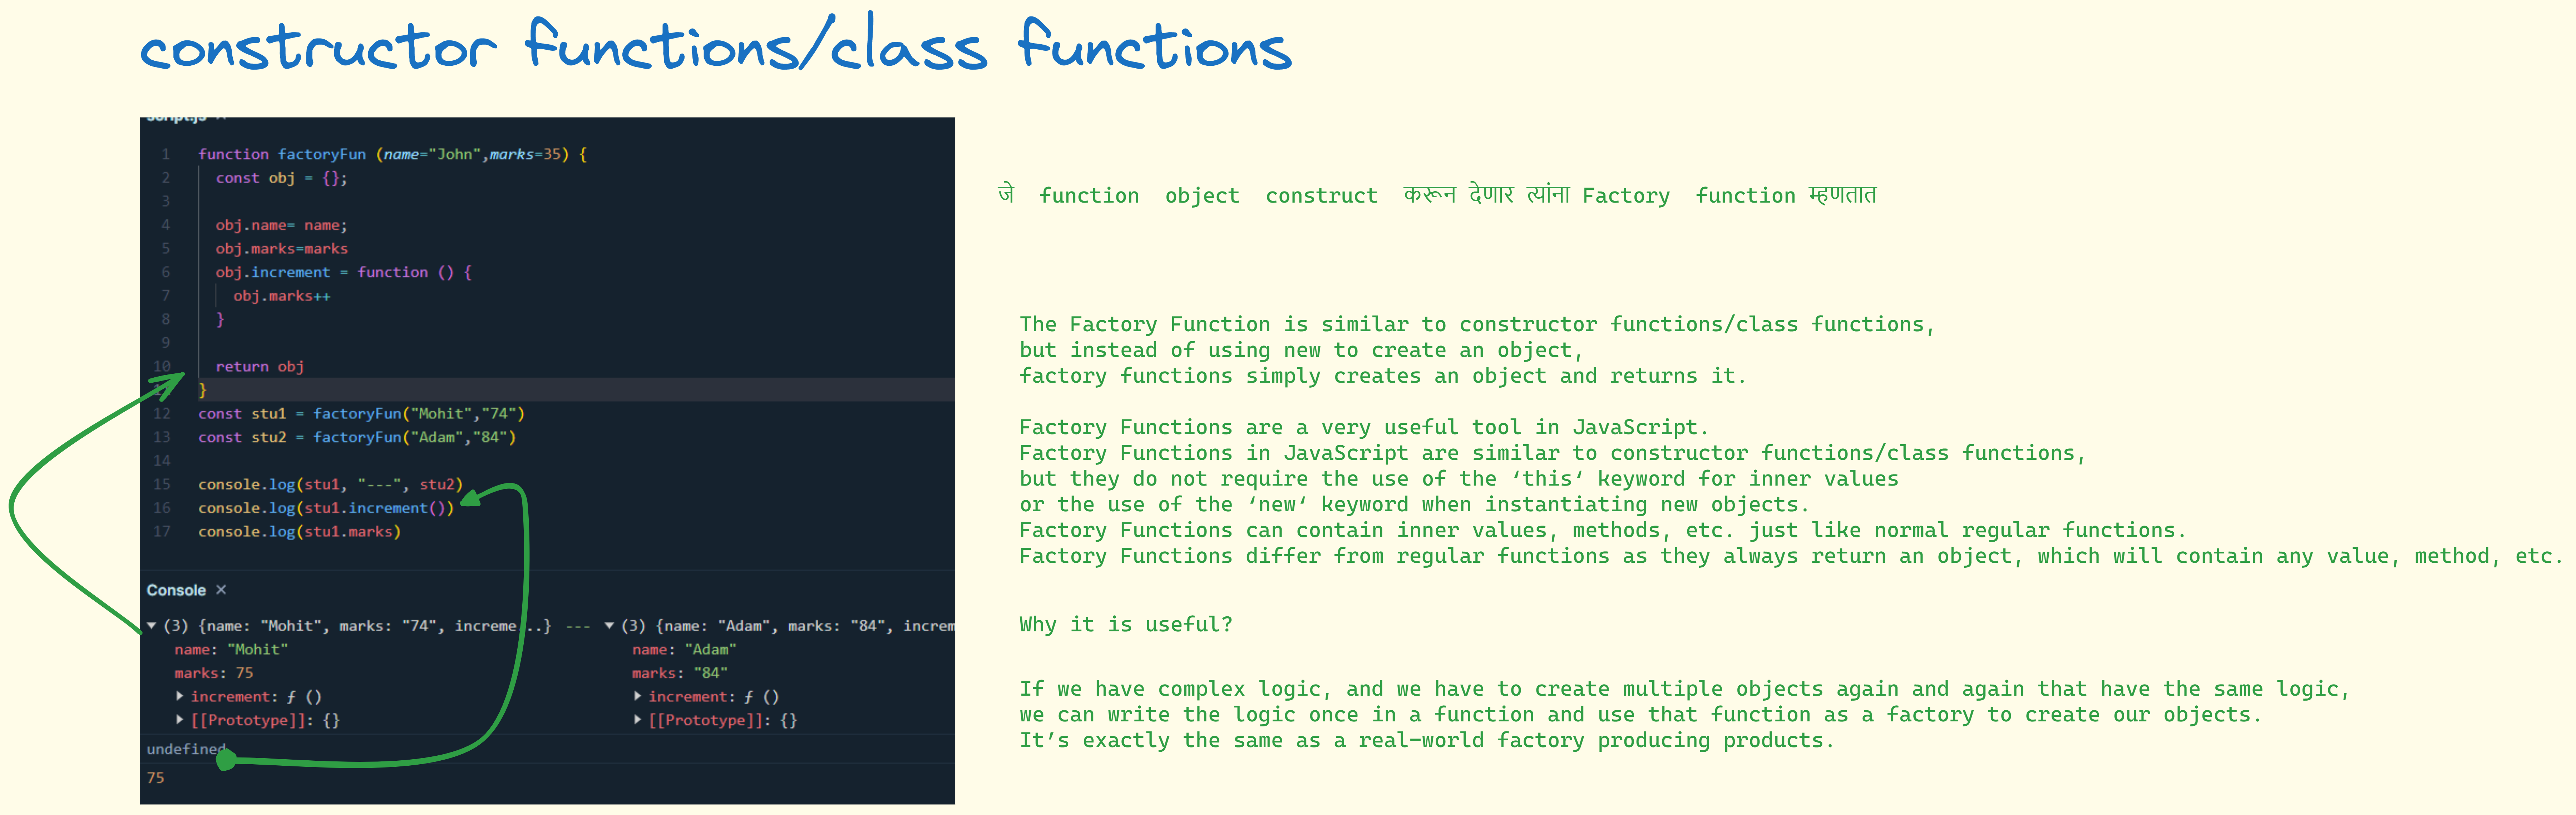 constructor functions/class functions
script.js ×
1 function factoryFun (name="John",marks=35) {
2 const obj = {};
3
4 obj.name= name;
5 obj.marks=marks
6 obj.increment = function () {
7 obj.marks++
8 }
9
10 return obj
}
12 const stu1 = factoryFun("Mohit","74")
13 const stu2 = factoryFun("Adam","84")
14
15 console.log(stu1, "---", stu2)
16 console.log(stu1.increment())
17 console.log(stu1.marks)
Console ×
▼ (3) {name: "Mohit", marks: "74", increme...} --- ▼ (3) {name: "Adam", marks: "84", increm
name: "Mohit" name: "Adam"
marks: 75 marks: "84"
▶ increment: ƒ () ▶ increment: ƒ ()
▶ [[Prototype]]: {} ▶ [[Prototype]]: {}
undefined
75
जे function object construct करून देणार त्यांना Factory function म्हणतात
The Factory Function is similar to constructor functions/class functions,
but instead of using new to create an object,
factory functions simply creates an object and returns it.
Factory Functions are a very useful tool in JavaScript.
Factory Functions in JavaScript are similar to constructor functions/class functions,
but they do not require the use of the ‘this‘ keyword for inner values
or the use of the ‘new‘ keyword when instantiating new objects.
Factory Functions can contain inner values, methods, etc. just like normal regular functions.
Factory Functions differ from regular functions as they always return an object, which will contain any value, method, etc.
Why it is useful?
If we have complex logic, and we have to create multiple objects again and again that have the same logic,
we can write the logic once in a function and use that function as a factory to create our objects.
It’s exactly the same as a real-world factory producing products.